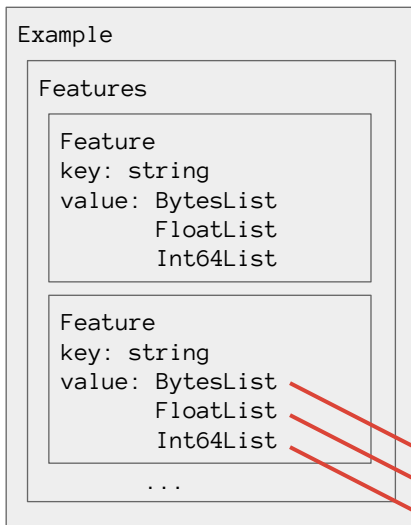 Example
Features
Feature
key: string
value: BytesList
FloatList
Int64List
Feature
key: string
value: BytesList
FloatList
Int64List
...